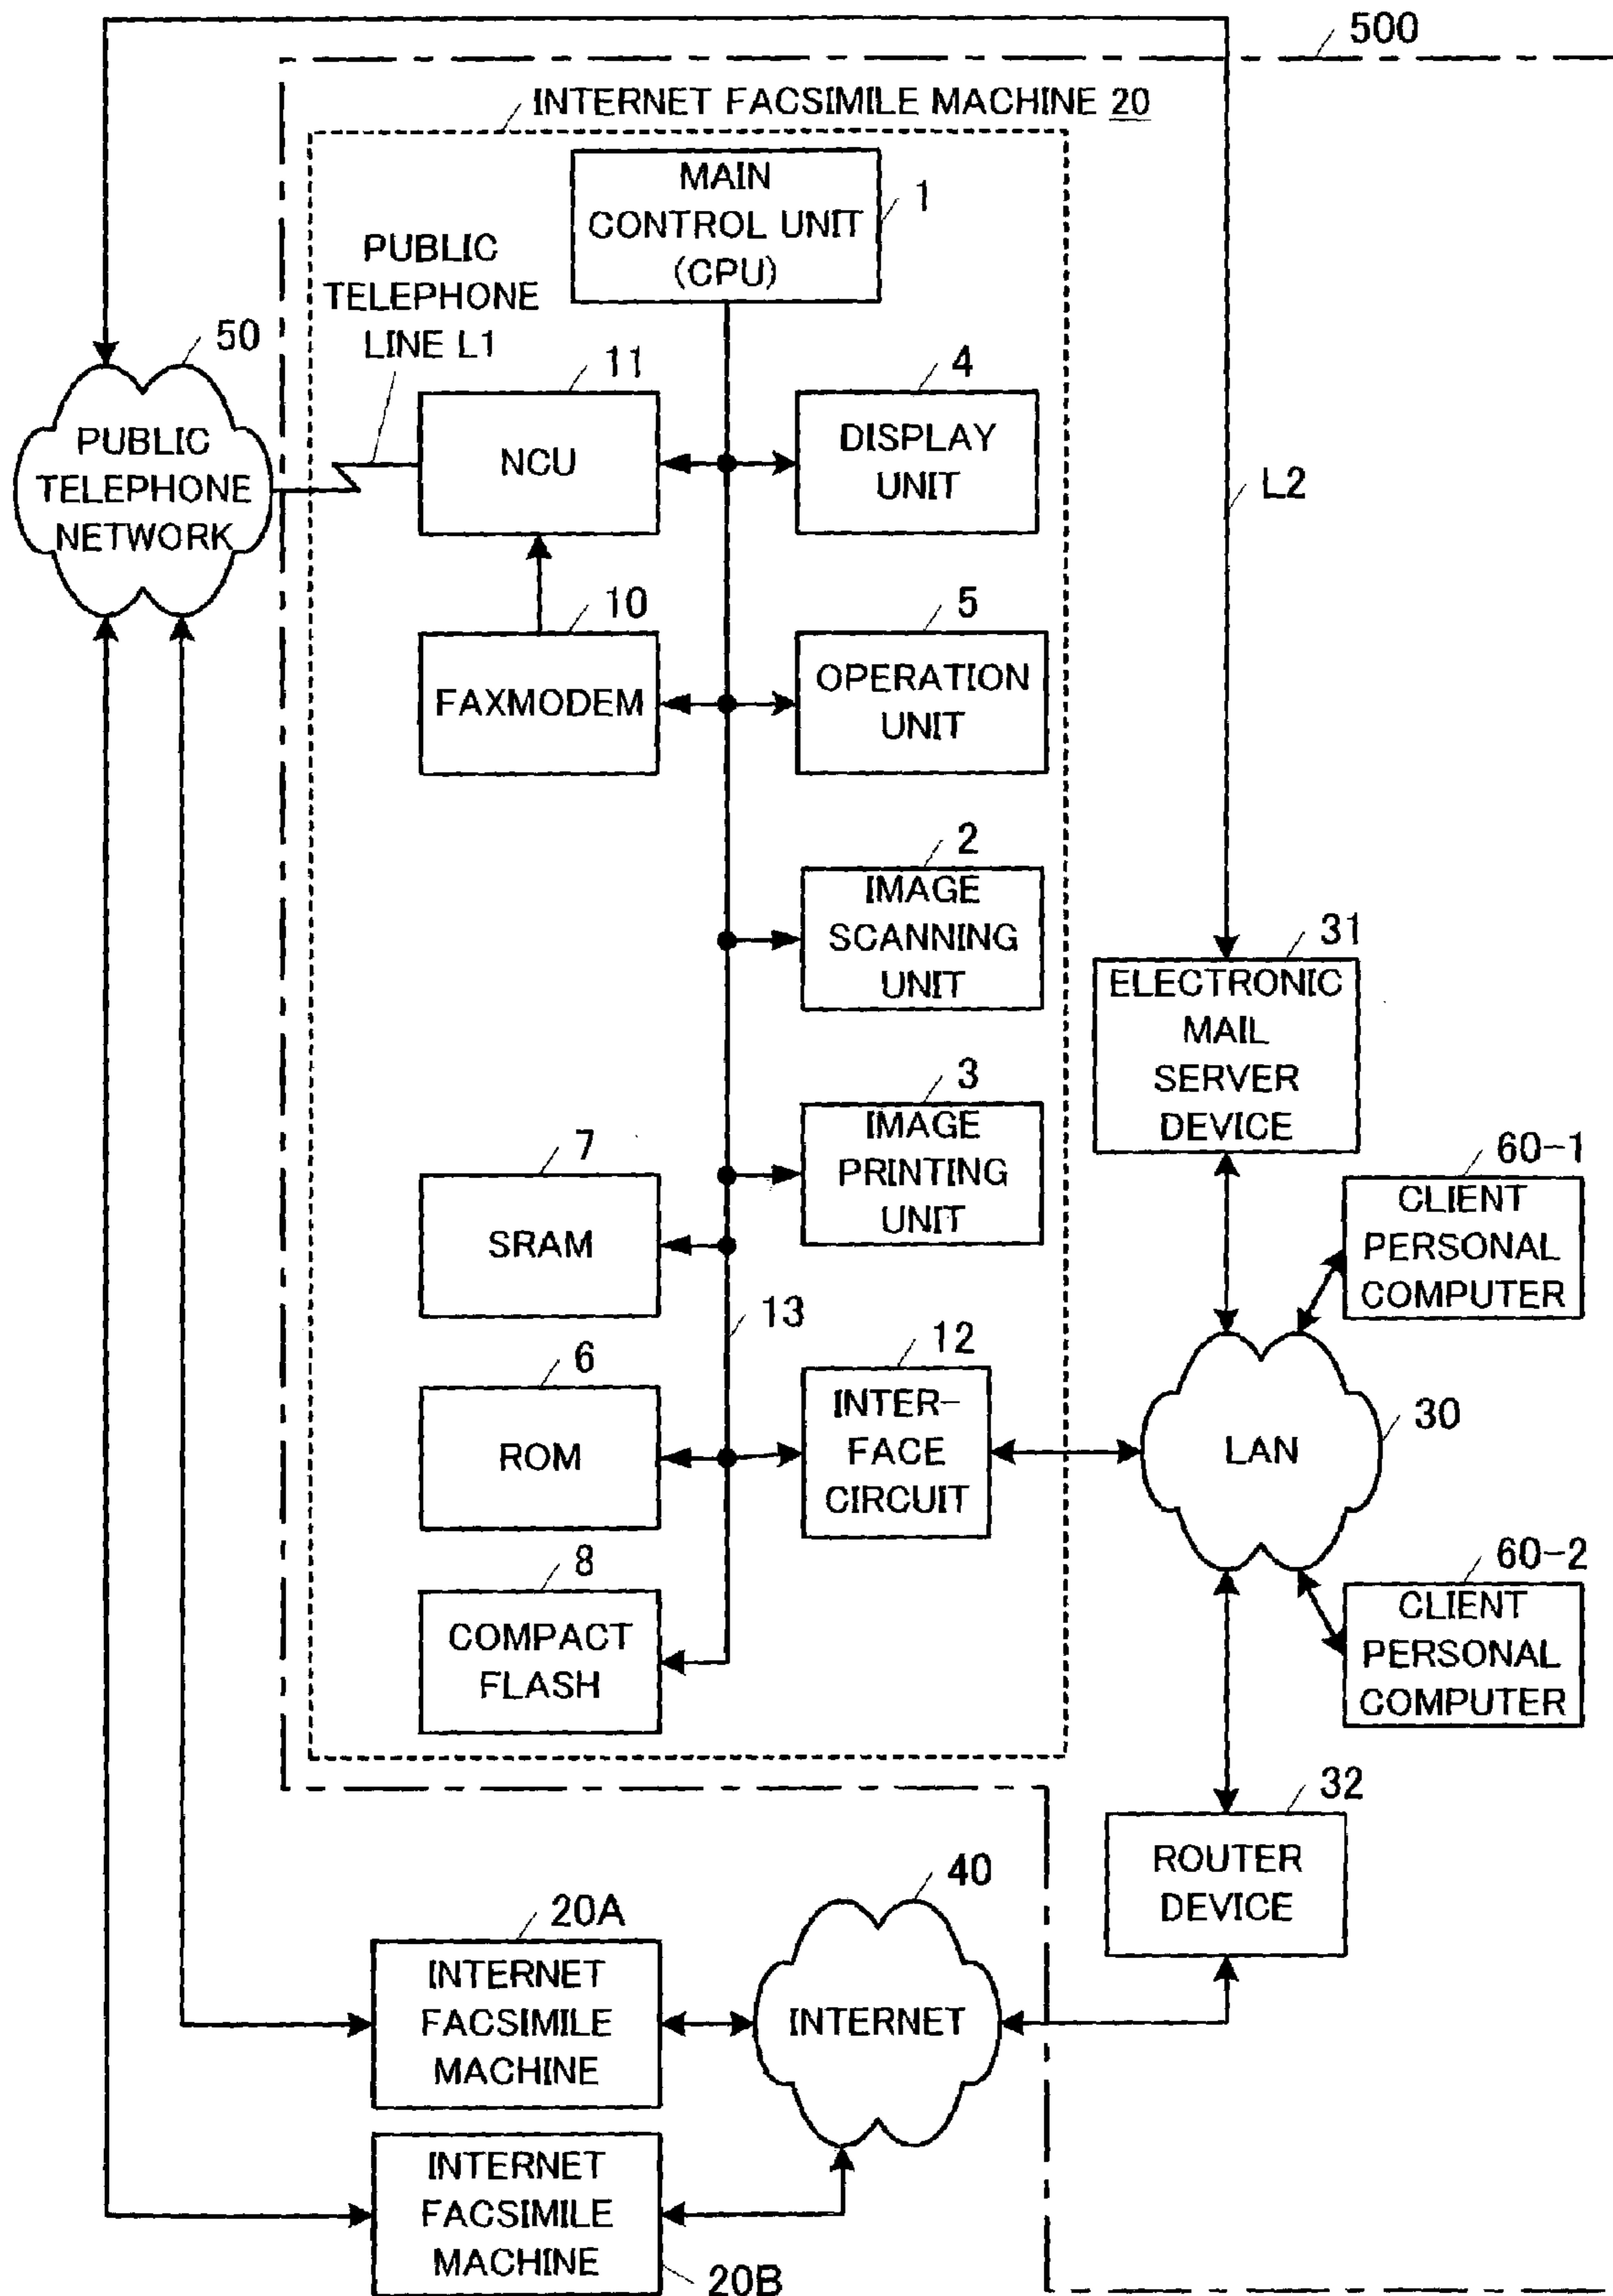 500
INTERNET FACSIMILE MACHINE 20
MAIN
CONTROL UNIT
(CPU)
1
PUBLIC
TELEPHONE
LINE L1
50
PUBLIC
TELEPHONE
NETWORK
11
NCU
4
DISPLAY
UNIT
L2
10
FAXMODEM
5
OPERATION
UNIT
2
IMAGE
SCANNING
UNIT
31
ELECTRONIC
MAIL
SERVER
DEVICE
3
IMAGE
PRINTING
UNIT
7
SRAM
60-1
CLIENT
PERSONAL
COMPUTER
13
6
ROM
12
INTER-
FACE
CIRCUIT
30
LAN
8
COMPACT
FLASH
60-2
CLIENT
PERSONAL
COMPUTER
32
ROUTER
DEVICE
40
INTERNET
20A
INTERNET
FACSIMILE
MACHINE
INTERNET
FACSIMILE
MACHINE
20B